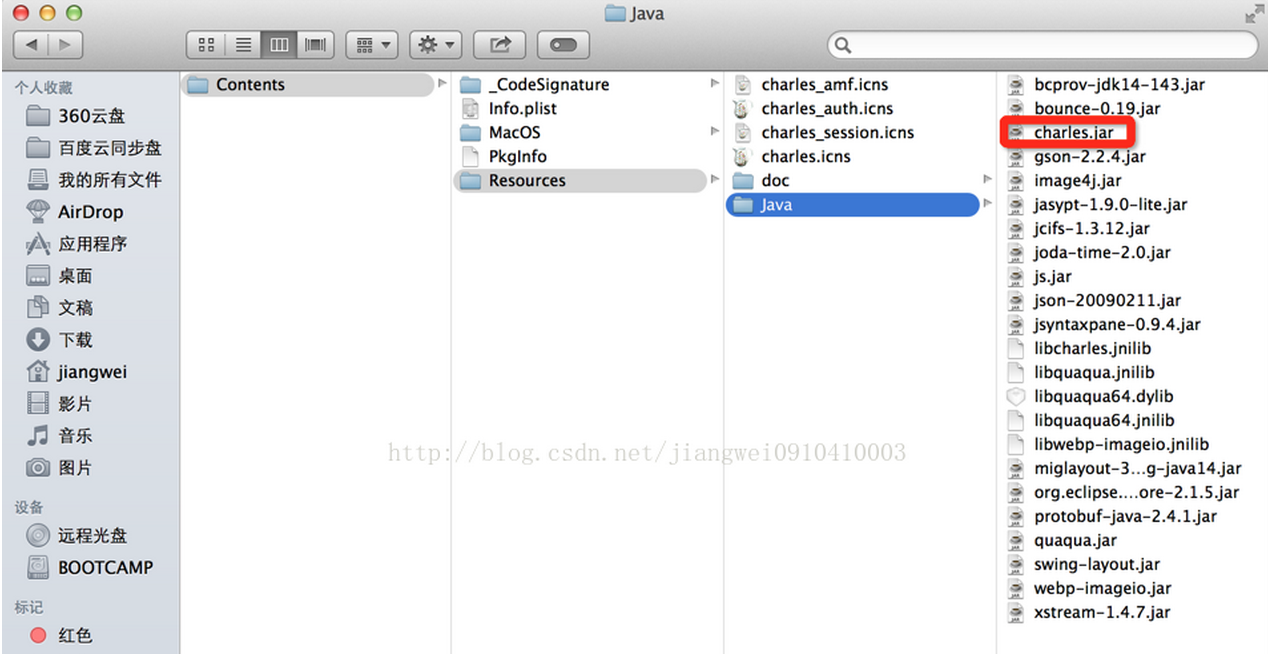 Java
个人收藏
360云盘
百度云同步盘
我的所有文件
AirDrop
应用程序
桌面
文稿
下载
jiangwei
影片
音乐
图片
设备
远程光盘
BOOTCAMP
标记
红色
Contents
_CodeSignature
Info.plist
MacOS
PkgInfo
Resources
charles_amf.icns
charles_auth.icns
charles_session.icns
charles.icns
doc
Java
bcprov-jdk14-143.jar
bounce-0.19.jar
charles.jar
gson-2.2.4.jar
image4j.jar
jasypt-1.9.0-lite.jar
jcifs-1.3.12.jar
joda-time-2.0.jar
js.jar
json-20090211.jar
jsyntaxpane-0.9.4.jar
libcharles.jnilib
libquaqua.jnilib
libquaqua64.dylib
libquaqua64.jnilib
libwebp-imageio.jnilib
miglayout-3...g-java14.jar
org.eclipse....ore-2.1.5.jar
protobuf-java-2.4.1.jar
quaqua.jar
swing-layout.jar
webp-imageio.jar
xstream-1.4.7.jar
http://blog.csdn.net/jiangwei0910410003